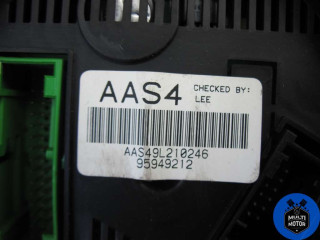 AAS4
CHECKED BY:
LEE
AAS49L210246
95949212
MULTI
MOTOR